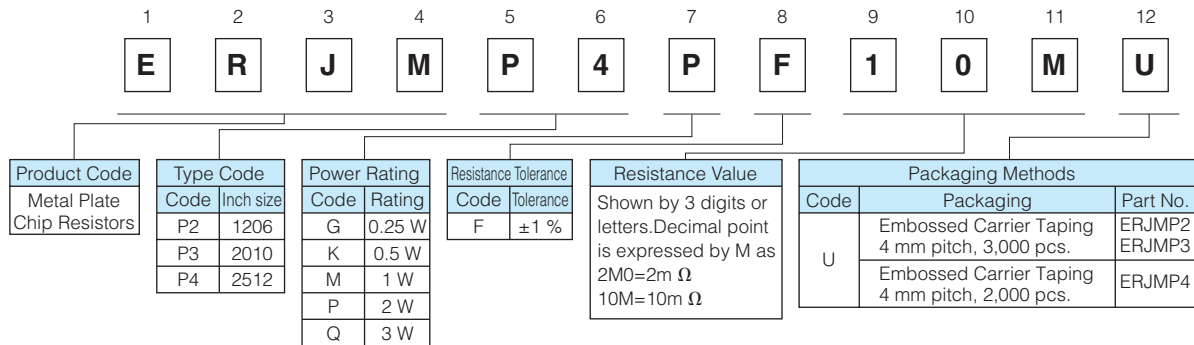 1 2 3 4 5 6 7 8 9 10 11 12
E R J M P 4 P F 1 0 M U
Product Code
Metal Plate
Chip Resistors
Type Code
Code Inch size
P2 1206
P3 2010
P4 2512
Power Rating
Code Rating
G 0.25 W
K 0.5 W
M 1 W
P 2 W
Q 3 W
Resistance Tolerance
Code Tolerance
F ±1 %
Resistance Value
Shown by 3 digits or
letters.Decimal point
is expressed by M as
2M0=2m Ω
10M=10m Ω
Packaging Methods
Code Packaging Part No.
U
Embossed Carrier Taping
4 mm pitch, 3,000 pcs.
ERJMP2
ERJMP3
Embossed Carrier Taping
4 mm pitch, 2,000 pcs.
ERJMP4